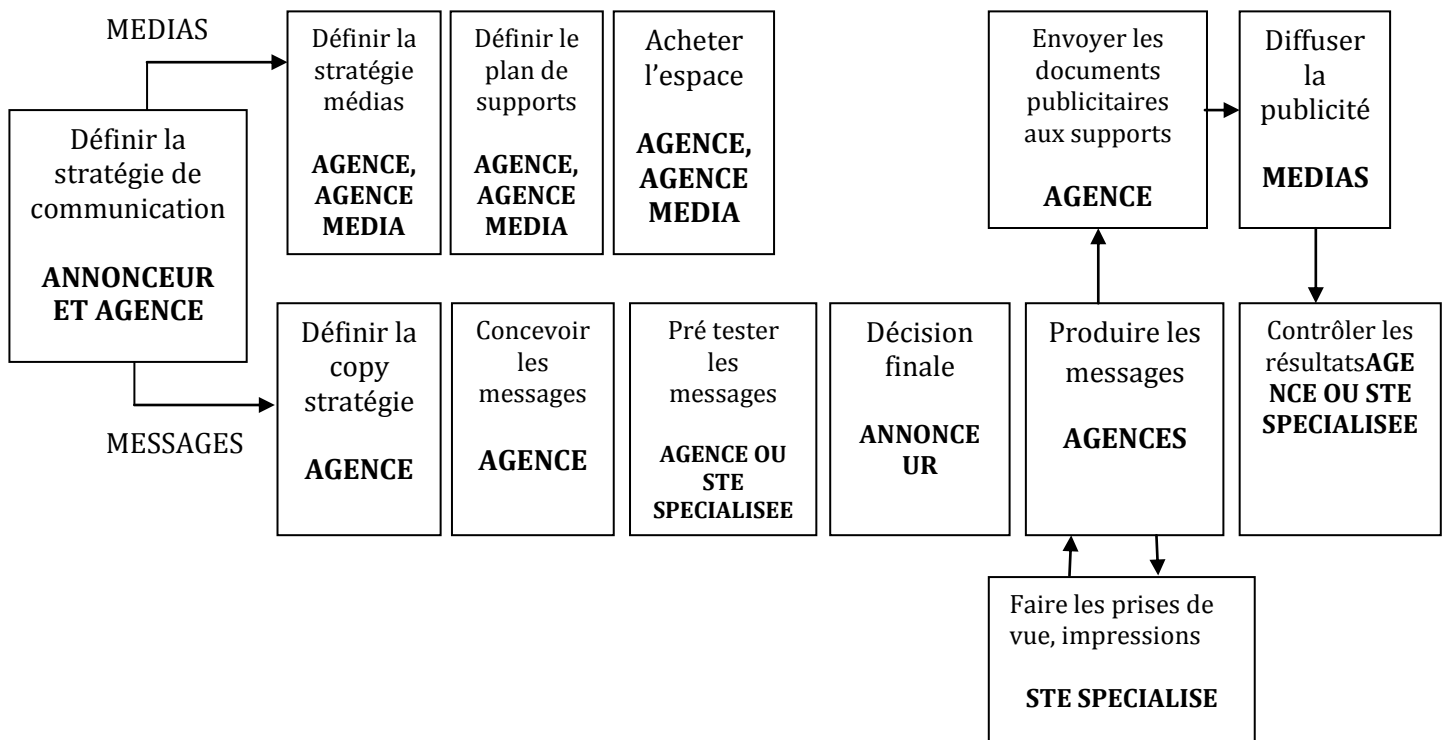 MEDIAS
Définir la
stratégie de
communication
ANNONCEUR
ET AGENCE
MESSAGES
Définir la
stratégie
médias
AGENCE,
AGENCE
MEDIA
Définir le
plan de
supports
AGENCE,
AGENCE
MEDIA
Acheter
l’espace
AGENCE,
AGENCE
MEDIA
Envoyer les
documents
publicitaires
aux supports
AGENCE
Diffuser
la
publicité
MEDIAS
Définir la
copy
stratégie
AGENCE
Concevoir
les
messages
AGENCE
Pré tester
les
messages
AGENCE OU
STE
SPECIALISEE
Décision
finale
ANNONCE
UR
Produire les
messages
AGENCES
Contrôler les
résultatsAGE
NCE OU STE
SPECIALISEE
Faire les prises de
vue, impressions
STE SPECIALISE